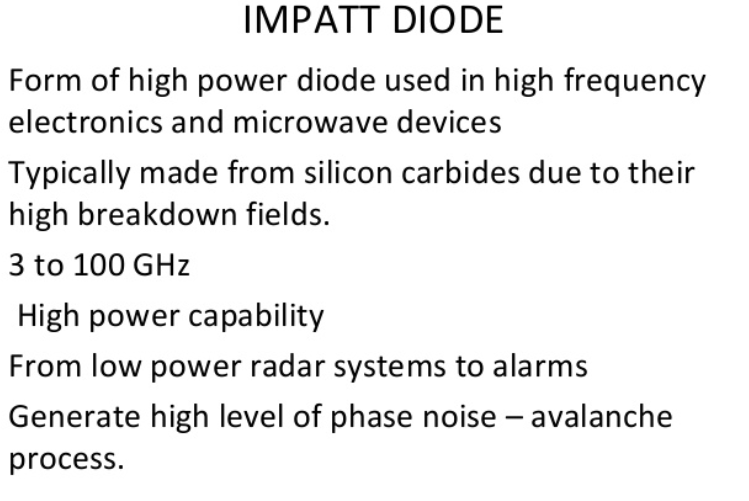 IMPATT DIODE
Form of high power diode used in high frequency
electronics and microwave devices
Typically made from silicon carbides due to their
high breakdown fields.
3 to 100 GHz
High power capability
From low power radar systems to alarms
Generate high level of phase noise – avalanche
process.